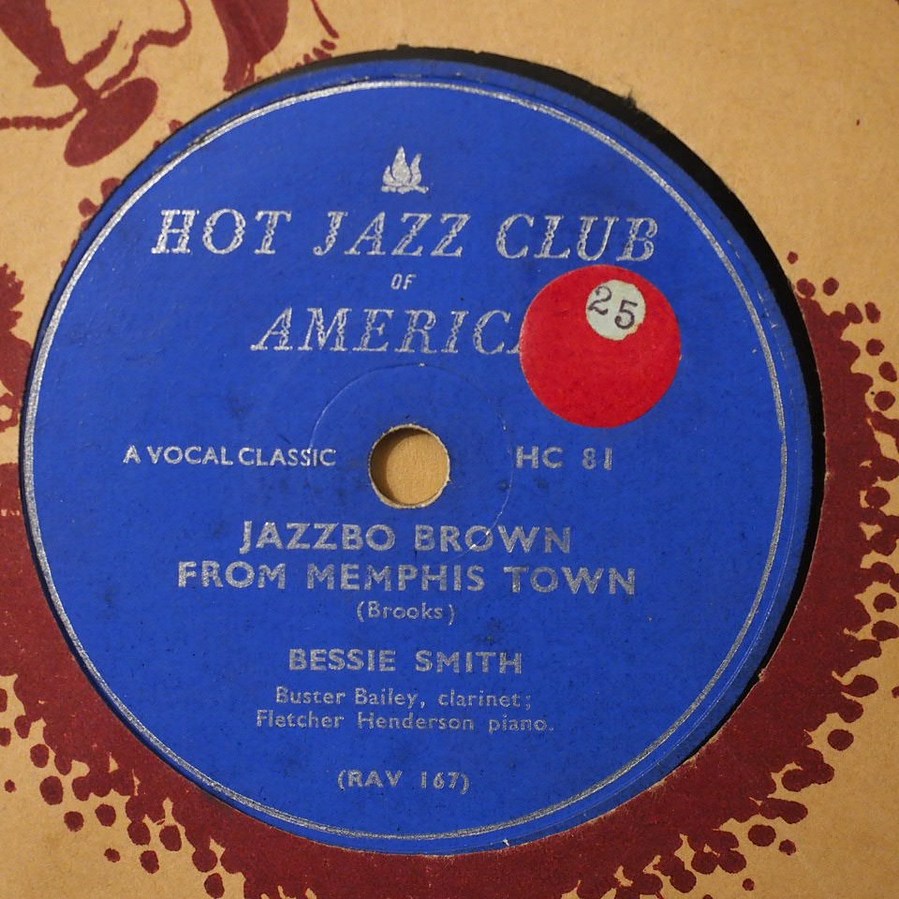 HOT JAZZ CLUB
OF
AMERIC
25
A VOCAL CLASSIC HC 81
JAZZBO BROWN
FROM MEMPHIS TOWN
(Brooks)
BESSIE SMITH
Buster Bailey, clarinet;
Fletcher Henderson piano.
(RAV 167)